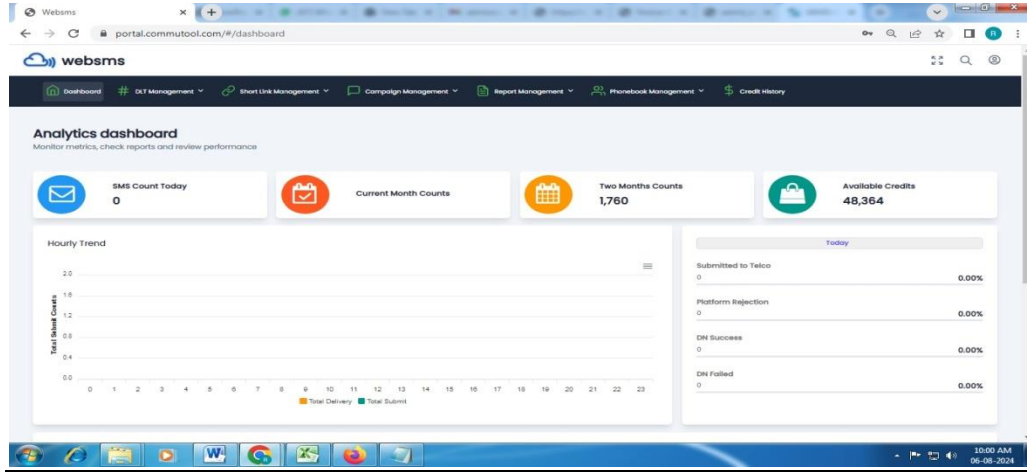 Websms
portal.commutool.com/#/dashboard
R
websms
Dashboard # DLT Management Short Link Management Campaign Management Report Management Phonebook Management $ Credit History
Analytics dashboard
Monitor metrics, check reports and review performance
SMS Count Today
0
Current Month Counts
Two Months Counts
1,760
Available Credits
48,364
Hourly Trend
2.0
1.6
1.2
0.8
0.4
0.0
Total Submit Counts
0 1 2 3 4 5 6 7 8 9 10 11 12 13 14 15 16 17 18 19 20 21 22 23
Total Delivery Total Submit
Today
Submitted to Telco
0 0.00%
Platform Rejection
0 0.00%
DN Success
0 0.00%
DN Failed
0 0.00%
10:00 AM
06-08-2024